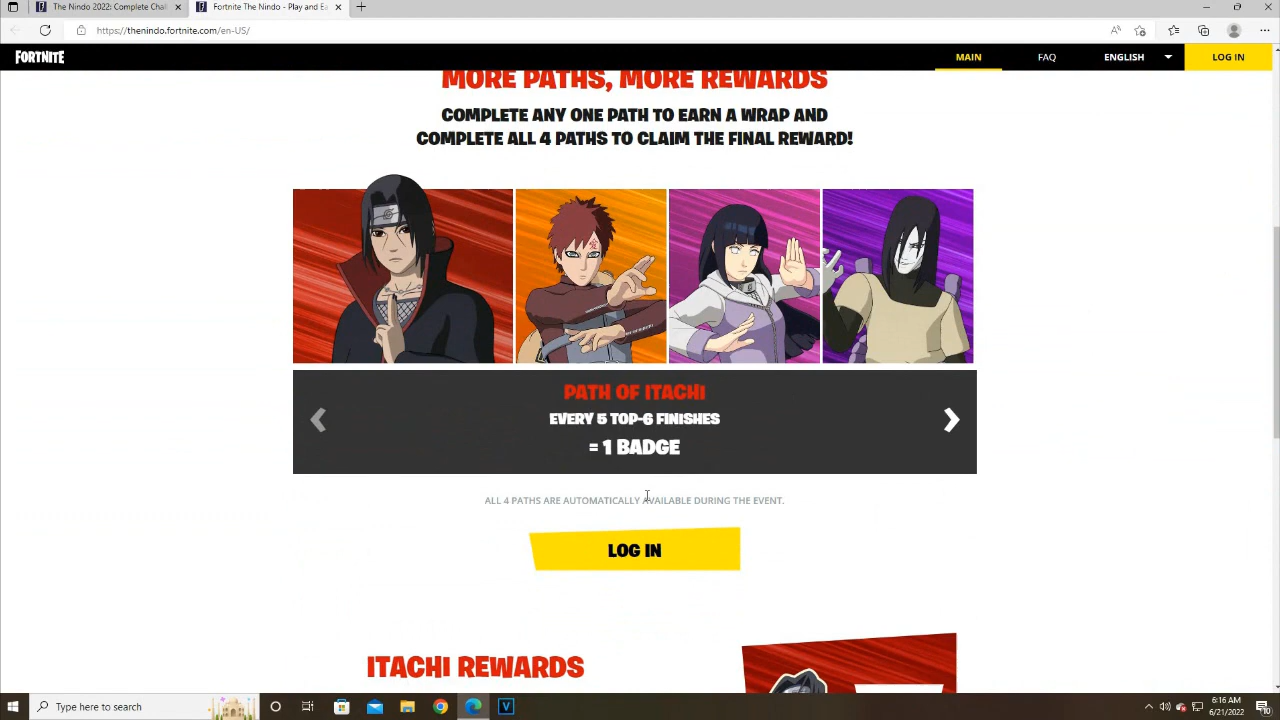 The Nindo 2022: Complete Chal
Fortnite: The Nindo - Play and Ea
https://thenindo.fortnite.com/en-US/
FORTNITE
MAIN
FAQ
ENGLISH
LOG IN
MORE PATHS, MORE REWARDS
COMPLETE ANY ONE PATH TO EARN A WRAP AND
COMPLETE ALL 4 PATHS TO CLAIM THE FINAL REWARD!
PATH OF ITACHI
EVERY 5 TOP-6 FINISHES
= 1 BADGE
ALL 4 PATHS ARE AUTOMATICALLY AVAILABLE DURING THE EVENT.
LOG IN
ITACHI REWARDS
Type here to search
6:16 AM
6/21/2022